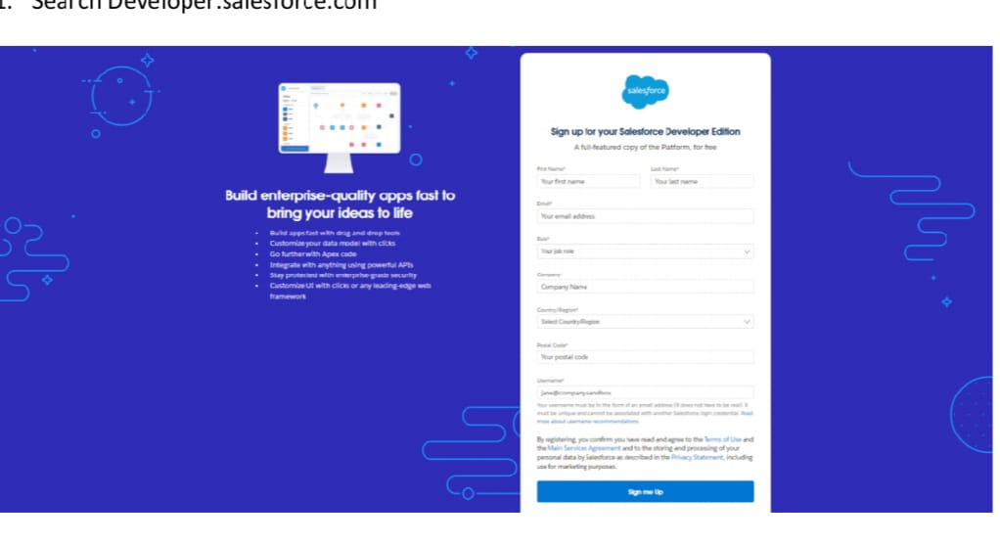 1. Search Developer.salesforce.com
salesforce
Sign up for your Salesforce Developer Edition
A full-featured copy of the Platform, for free
Build enterprise-quality apps fast to
bring your ideas to life
• Build apps fast with drag and drop tools
• Customize your data model with clicks
• Go further with Apex code
• Integrate with anything using powerful APIs
• Stay protected with enterprise-grade security
• Customize UI with clicks or any leading-edge web
framework
First Name* Last Name*
Your first name Your last name
Email*
Your email address
Role*
Your job role
Company
Company Name
Country/Region*
Select Country/Region
Postal Code*
Your postal code
Username*
jane@company.sandbox
Your username must be in the form of an email address (it does not have to be real). It
must be unique and cannot be associated with another Salesforce login credential. Read
more about username recommendations.
By registering, you confirm you have read and agree to the Terms of Use and
the Main Services Agreement and to the storing and processing of your
personal data by Salesforce as described in the Privacy Statement, including
use for marketing purposes.
Sign me Up